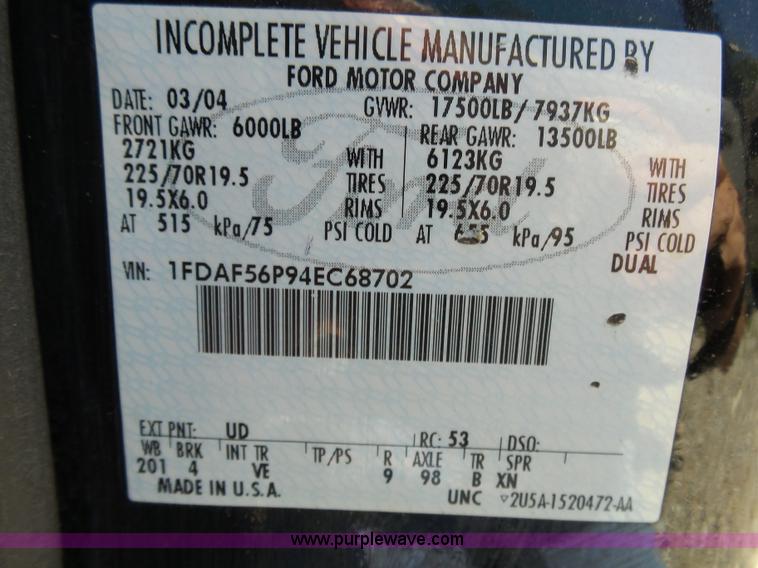 INCOMPLETE VEHICLE MANUFACTURED BY
FORD MOTOR COMPANY
DATE: 03/04 GVWR: 17500LB/7937KG
FRONT GAWR: 6000LB REAR GAWR: 13500LB
2721KG WITH 6123KG WITH
225/70R19.5 TIRES 225/70R19.5 TIRES
19.5X6.0 RIMS 19.5X6.0 RIMS
AT 515 kPa/75 PSI COLD AT 655 kPa/95 PSI COLD
DUAL
Ford
VIN: 1FDAF56P94EC68702
EXT PNT: UD RC: 53 DSO:
WB BRK INT TR TP/PS R AXLE TR SPR
201 4 VE 9 98 B XN
MADE IN U.S.A. UNC 2U5A-1520472-AA
www.purplewave.com